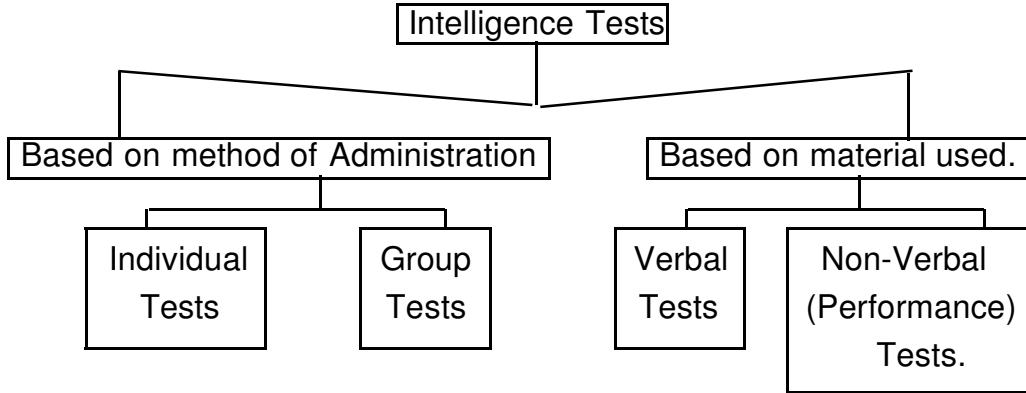 Intelligence Tests
Based on method of Administration
Based on material used.
Individual
Tests
Group
Tests
Verbal
Tests
Non-Verbal
(Performance)
Tests.